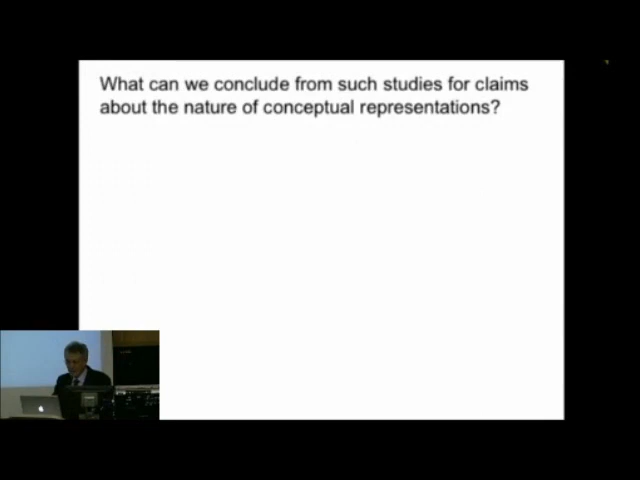 What can we conclude from such studies for claims
about the nature of conceptual representations?